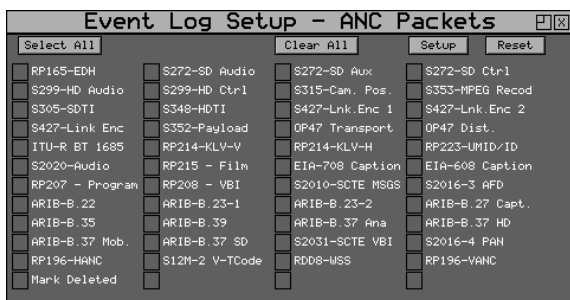 Event Log Setup - ANC Packets
Select All Clear All Setup Reset
RP165-EDH S272-SD Audio S272-SD Aux S272-SD Ctrl
S299-HD Audio S299-HD Ctrl S315-Cam. Pos. S353-MPEG Recod
S305-SDTI S348-HDTI S427-Lnk.Enc 1 S427-Lnk.Enc 2
S427-Link Enc S352-Payload OP47 Transport OP47 Dist.
ITU-R BT 1685 RP214-KLV-V RP214-KLV-H RP223-UMID/ID
S2020-Audio RP215 - Film EIA-708 Caption EIA-608 Caption
RP207 - Program RP208 - VBI S2010-SCTE MSGS S2016-3 AFD
ARIB-B.22 ARIB-B.23-1 ARIB-B.23-2 ARIB-B.27 Capt.
ARIB-B.35 ARIB-B.39 ARIB-B.37 Ana ARIB-B.37 HD
ARIB-B.37 Mob. ARIB-B.37 SD S2031-SCTE VBI S2016-4 PAN
RP196-HANC S12M-2 V-TCode RDD8-WSS RP196-VANC
Mark Deleted